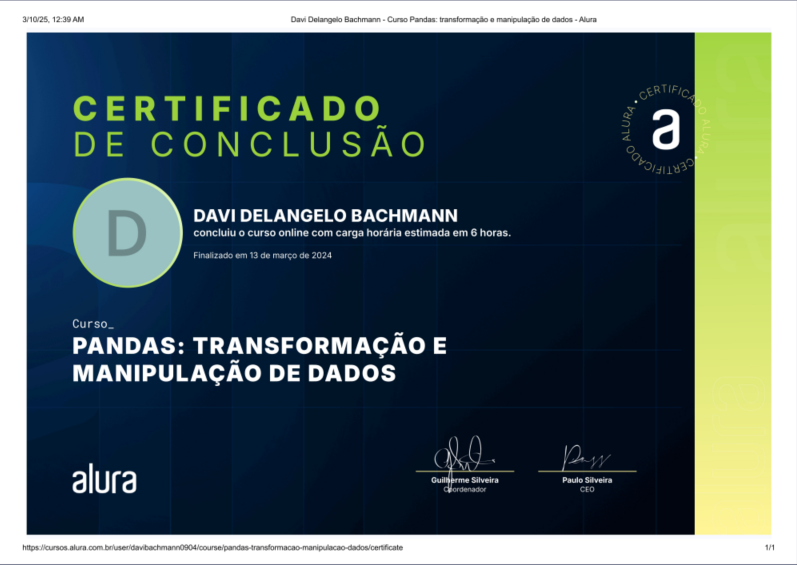 3/10/25, 12:39 AM
Davi Delangelo Bachmann - Curso Pandas: transformação e manipulação de dados - Alura
CERTIFICADO
DE CONCLUSÃO
CERTIFICADO ALURA • CERTIFICADO ALURA •
a
D
DAVI DELANGELO BACHMANN
concluiu o curso online com carga horária estimada em 6 horas.
Finalizado em 13 de março de 2024
Curso_
PANDAS: TRANSFORMAÇÃO E
MANIPULAÇÃO DE DADOS
alura
Guilherme Silveira
Coordenador
Paulo Silveira
CEO
https://cursos.alura.com.br/user/davibachmann0904/course/pandas-transformacao-manipulacao-dados/certificate
1/1